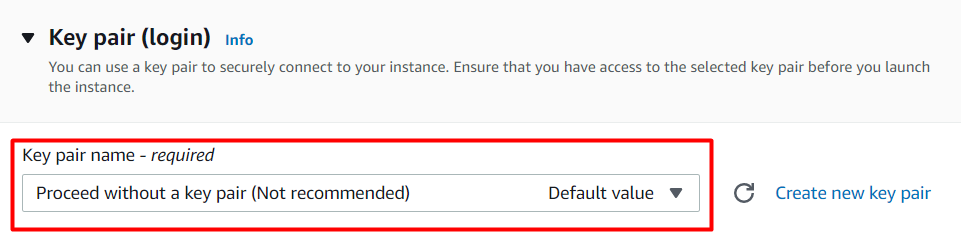 Key pair (login) Info
You can use a key pair to securely connect to your instance. Ensure that you have access to the selected key pair before you launch
the instance.
Key pair name - required
Proceed without a key pair (Not recommended) Default value Create new key pair